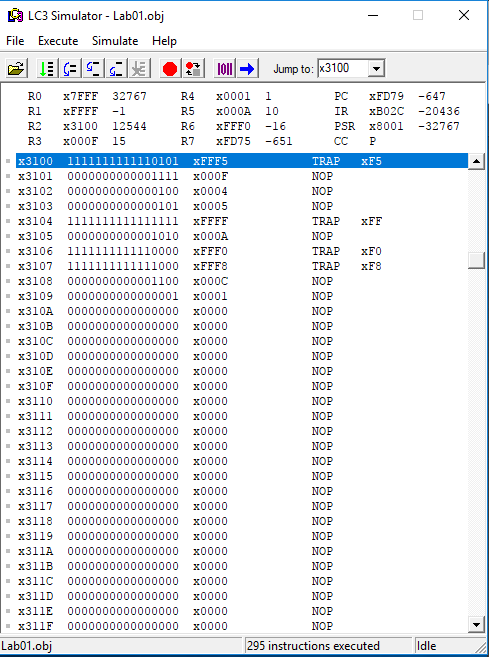 LC3 Simulator - Lab01.obj
File Execute Simulate Help
Jump to: x3100
R0 x7FFF 32767 R4 x0001 1 PC xFD79 -647
R1 xFFFF -1 R5 x000A 10 IR xB02C -20436
R2 x3100 12544 R6 xFFF0 -16 PSR x8001 -32767
R3 x000F 15 R7 xFD75 -651 CC P
x3100 1111111111110101 xFFF5 TRAP xF5
x3101 0000000000001111 x000F NOP
x3102 0000000000000100 x0004 NOP
x3103 0000000000000101 x0005 NOP
x3104 1111111111111111 xFFFF TRAP xFF
x3105 0000000000001010 x000A NOP
x3106 1111111111110000 xFFF0 TRAP xF0
x3107 1111111111111000 xFFF8 TRAP xF8
x3108 0000000000001100 x000C NOP
x3109 0000000000000001 x0001 NOP
x310A 0000000000000000 x0000 NOP
x310B 0000000000000000 x0000 NOP
x310C 0000000000000000 x0000 NOP
x310D 0000000000000000 x0000 NOP
x310E 0000000000000000 x0000 NOP
x310F 0000000000000000 x0000 NOP
x3110 0000000000000000 x0000 NOP
x3111 0000000000000000 x0000 NOP
x3112 0000000000000000 x0000 NOP
x3113 0000000000000000 x0000 NOP
x3114 0000000000000000 x0000 NOP
x3115 0000000000000000 x0000 NOP
x3116 0000000000000000 x0000 NOP
x3117 0000000000000000 x0000 NOP
x3118 0000000000000000 x0000 NOP
x3119 0000000000000000 x0000 NOP
x311A 0000000000000000 x0000 NOP
x311B 0000000000000000 x0000 NOP
x311C 0000000000000000 x0000 NOP
x311D 0000000000000000 x0000 NOP
x311E 0000000000000000 x0000 NOP
x311F 0000000000000000 x0000 NOP
Lab01.obj 295 instructions executed Idle